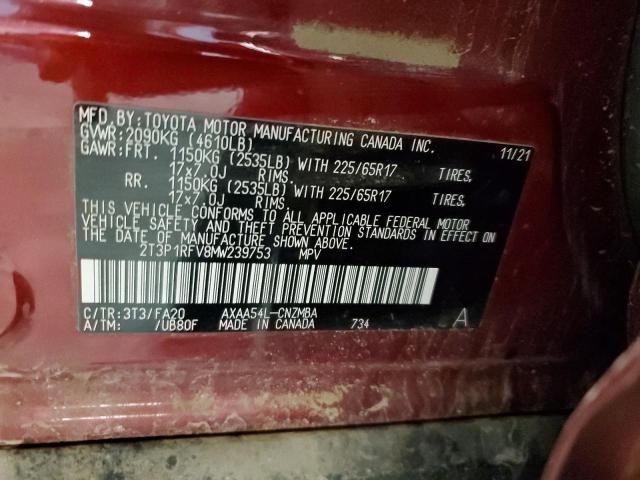 MFD.BY:TOYOTA MOTOR MANUFACTURING CANADA INC.
GVWR:2090KG (4610LB) 11/21
GAWR:FRT. 1150KG (2535LB) WITH 225/65R17 TIRES,
17x7.0J RIMS.
RR. 1150KG (2535LB) WITH 225/65R17 TIRES,
17x7.0J RIMS.
THIS VEHICLE CONFORMS TO ALL APPLICABLE FEDERAL MOTOR
VEHICLE SAFETY AND THEFT PREVENTION STANDARDS IN EFFECT ON
THE DATE OF MANUFACTURE SHOWN ABOVE.
2T3P1RFV8MW239753 MPV
C/TR:3T3/FA20 AXAA54L-CNZMBA
A/TM: /UB80F MADE IN CANADA 734 A